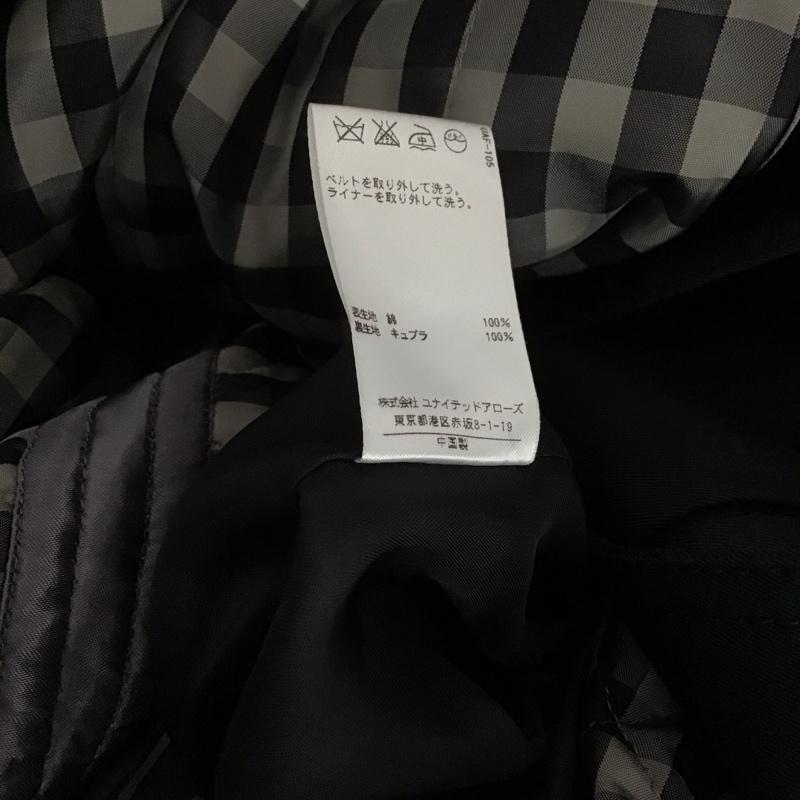 UAF-105
中
ベルトを取り外して洗う。
ライナーを取り外して洗う。
表生地 綿 100%
裏生地 キュプラ 100%
株式会社 ユナイテッドアローズ
東京都港区赤坂8-1-19
中国製